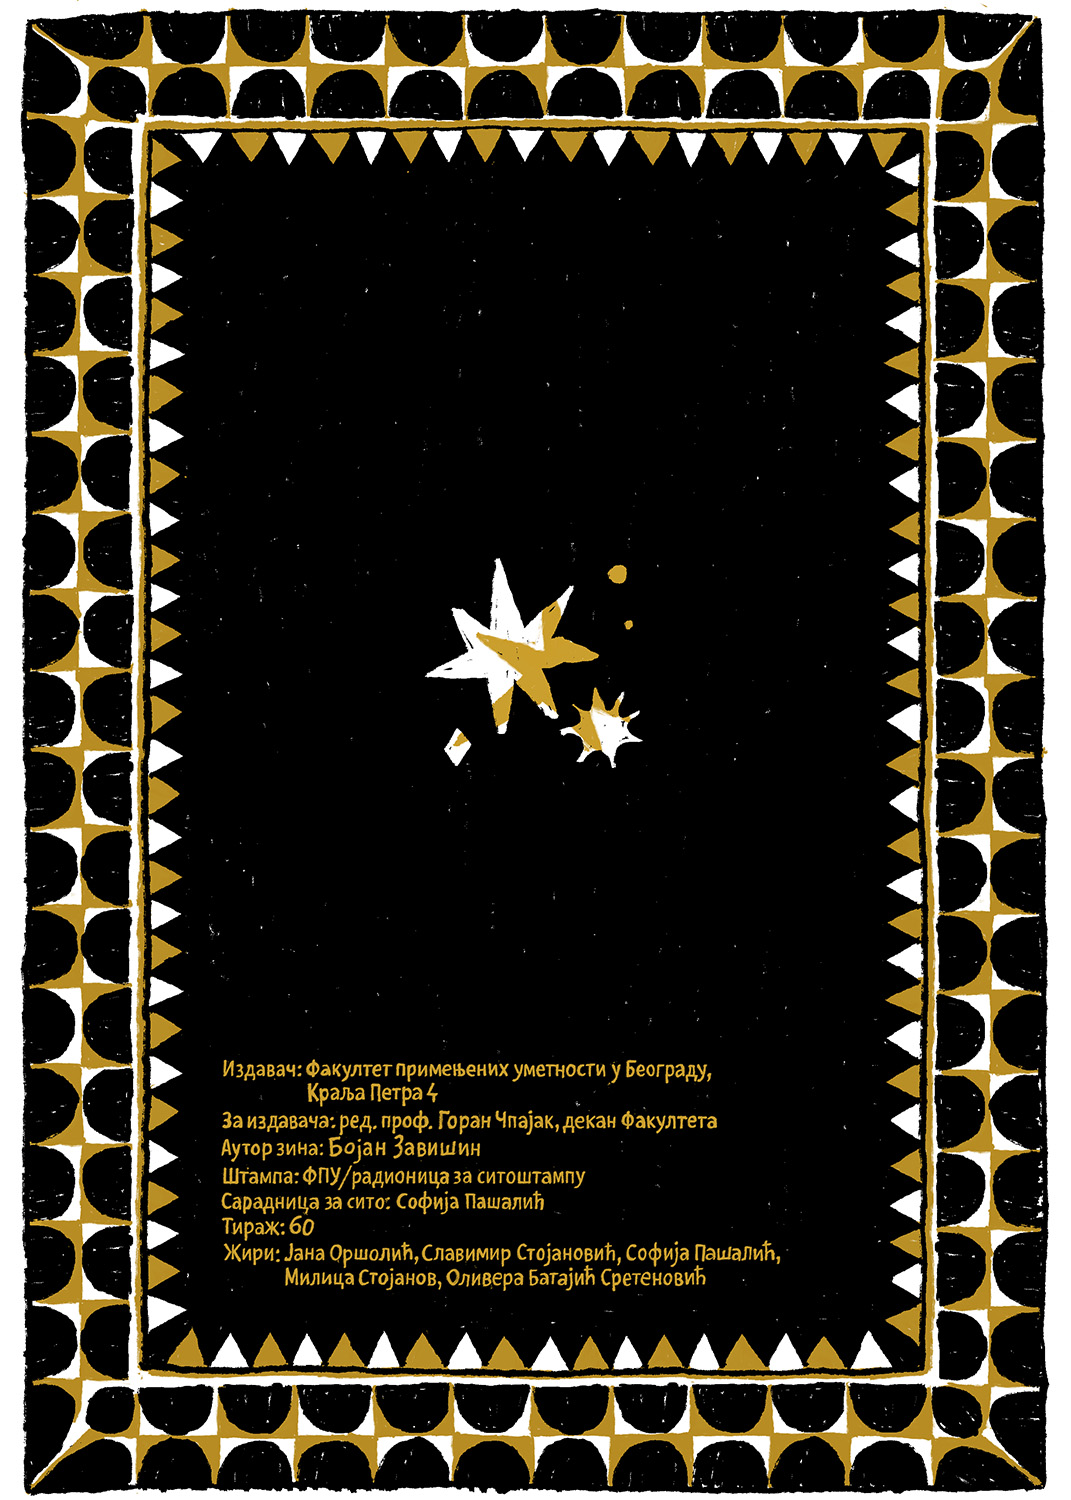 Издавач: Факултет примењених уметности у Београду,
Краља Петра 4
За издавача: ред. проф. Горан Чпајак, декан Факултета
Аутор зина: Бојан Завишин
Штампа: ФПУ/радионица за ситоштампу
Сарадница за сито: Софија Пашалић
Тираж: 60
Жири: Јана Оршолић, Славимир Стојановић, Софија Пашалић,
Милица Стојанов, Оливера Батајић Сретеновић